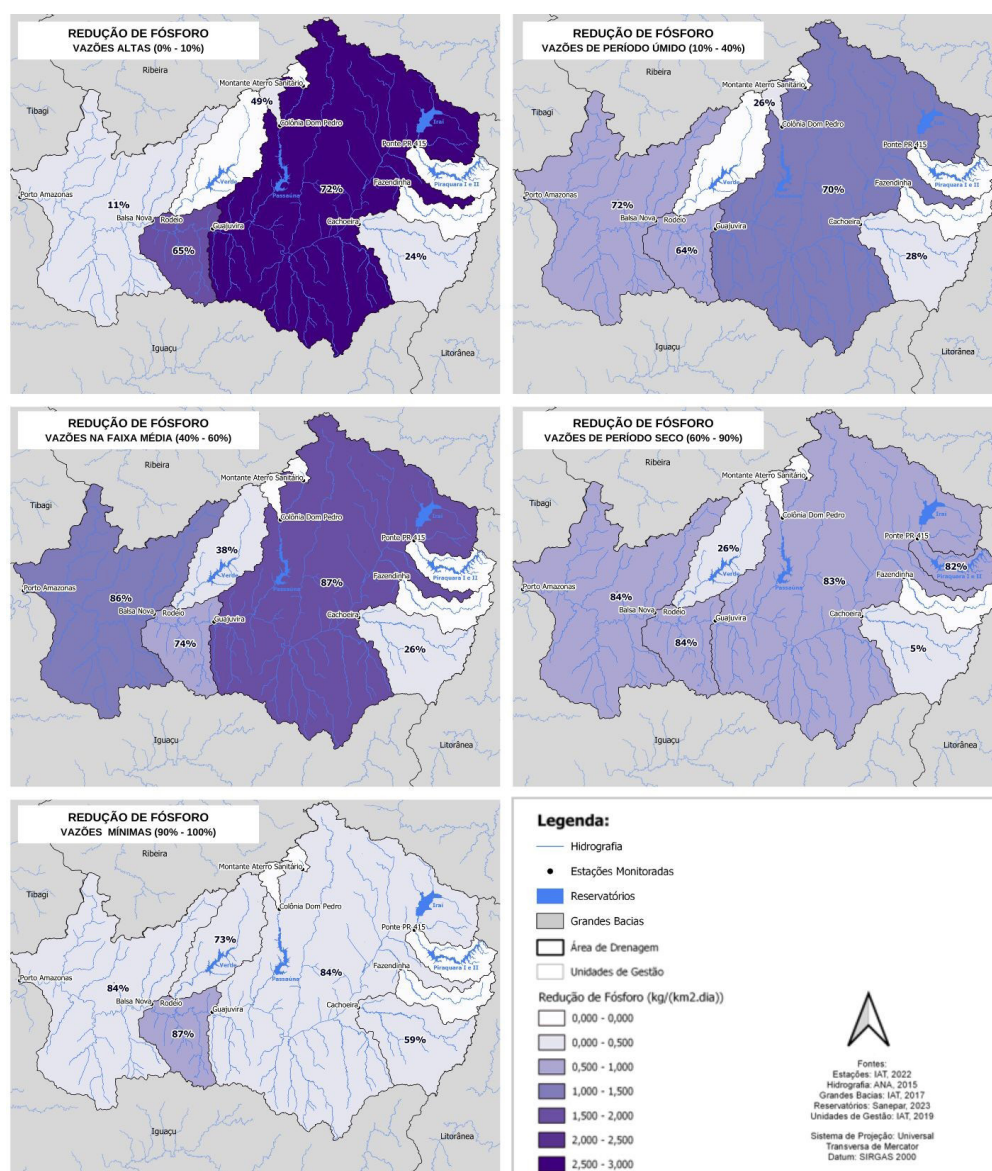 REDUÇÃO DE FÓSFORO
VAZÕES ALTAS (0% - 10%)
Ribeira
Montante Aterro Sanitário
Tibagi
49%
Colônia Dom Pedro
Iraí
Ponte PR 415
Porto Amazonas
Verde
Passaúna
72%
Fazendinha
Piraquara I e II
11%
Balsa Nova
Rodeio
Guajuvira
Cachoeira
65%
24%
Iguaçu
Litorânea
REDUÇÃO DE FÓSFORO
VAZÕES DE PERÍODO ÚMIDO (10% - 40%)
Ribeira
Montante Aterro Sanitário
Tibagi
26%
Colônia Dom Pedro
Iraí
Ponte PR 415
Porto Amazonas
Verde
70%
Fazendinha
Piraquara I e II
72%
Balsa Nova
Rodeio
Guajuvira
Cachoeira
64%
28%
Iguaçu
Litorânea
REDUÇÃO DE FÓSFORO
VAZÕES NA FAIXA MÉDIA (40% - 60%)
Ribeira
Montante Aterro Sanitário
Tibagi
Colônia Dom Pedro
Iraí
Ponte PR 415
38%
Porto Amazonas
Verde
Passaúna
87%
Fazendinha
Piraquara I e II
86%
Balsa Nova
Rodeio
Guajuvira
Cachoeira
74%
26%
Iguaçu
Litorânea
REDUÇÃO DE FÓSFORO
VAZÕES DE PERÍODO SECO (60% - 90%)
Ribeira
Montante Aterro Sanitário
Tibagi
Colônia Dom Pedro
Iraí
Ponte PR 415
26%
82%
Porto Amazonas
Verde
Passaúna
83%
Fazendinha
Piraquara I e II
84%
Balsa Nova
Rodeio
Guajuvira
Cachoeira
84%
5%
Iguaçu
Litorânea
REDUÇÃO DE FÓSFORO
VAZÕES MÍNIMAS (90% - 100%)
Ribeira
Montante Aterro Sanitário
Tibagi
Colônia Dom Pedro
Iraí
Ponte PR 415
73%
Porto Amazonas
Verde
Passaúna
84%
Fazendinha
Piraquara I e II
84%
Balsa Nova
Rodeio
Guajuvira
Cachoeira
87%
59%
Iguaçu
Litorânea
Legenda:
Hidrografia
Estações Monitoradas
Reservatórios
Grandes Bacias
Área de Drenagem
Unidades de Gestão
Redução de Fósforo (kg/(km2.dia))
0,000 - 0,000
0,000 - 0,500
0,500 - 1,000
1,000 - 1,500
1,500 - 2,000
2,000 - 2,500
2,500 - 3,000
Fontes:
Estações: IAT, 2022
Hidrografia: ANA, 2015
Grandes Bacias: IAT, 2017
Reservatórios: Sanepar, 2023
Unidades de Gestão: IAT, 2019
Sistema de Projeção: Universal
Transversa de Mercator
Datum: SIRGAS 2000